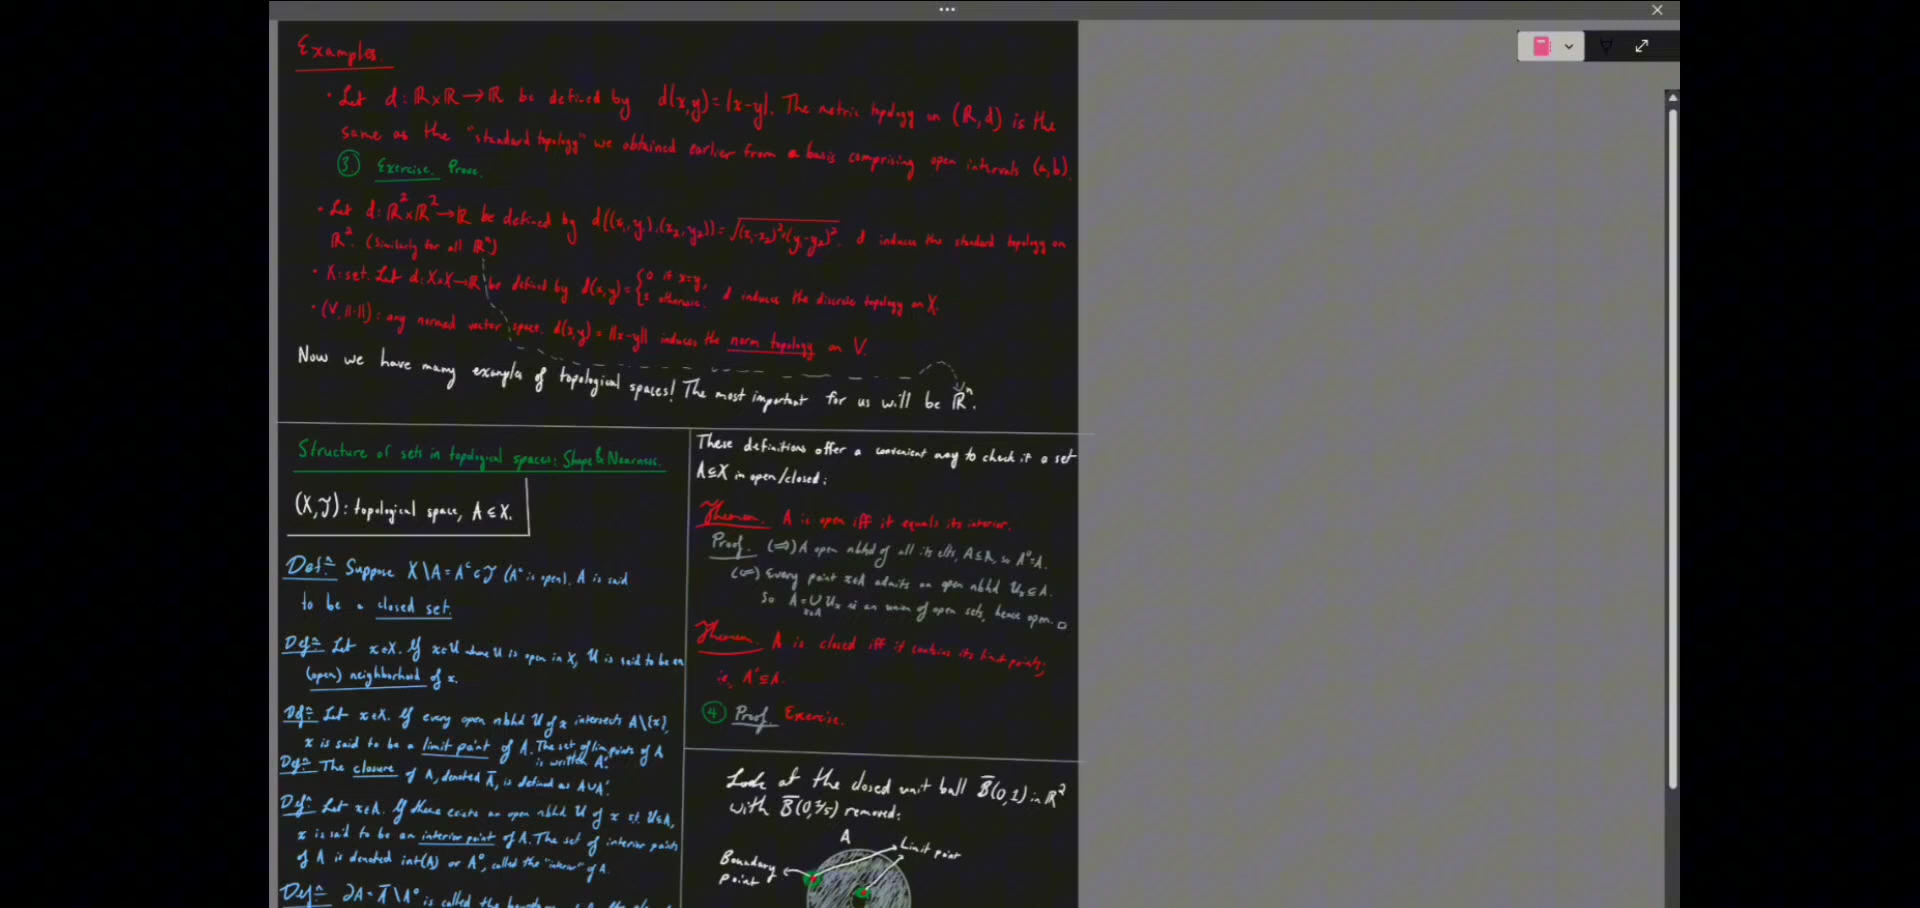 Examples.
· Let d: ℝ×ℝ→ℝ be defined by d(x,y)=|x-y|. The metric topology on (ℝ,d) is the
same as the "standard topology" we obtained earlier from a basis comprising open intervals (a,b).
③ Exercise. Prove.
· Let d: ℝ²×ℝ²→ℝ be defined by d((x₁,y₁),(x₂,y₂))=√((x₁-x₂)²+(y₁-y₂)²). d induces the standard topology on
ℝ². (Similarly for all ℝⁿ)
· X: set. Let d: X×X→ℝ be defined by d(x,y)={0 if x=y, 1 otherwise. d induces the discrete topology on X.
· (V,||·||): any normed vector space. d(x,y)=||x-y|| induces the norm topology on V.
Now we have many examples of topological spaces! The most important for us will be ℝⁿ.
Structure of sets in topological spaces: Shape & Nearness.
(X,𝒯): topological space, A⊆X.
Defⁿ: Suppose X\A=Aᶜ∈𝒯 (Aᶜ is open). A is said
to be a closed set.
Defⁿ: Let x∈X. If x∈U where U is open in X, U is said to be an
(open) neighborhood of x.
Defⁿ: Let x∈X. If every open nbhd U of x intersects A\{x},
x is said to be a limit point of A. The set of lim points of A
is written A'.
Defⁿ: The closure of A, denoted A̅, is defined as A∪A'.
Defⁿ: Let x∈A. If there exists an open nbhd U of x st. U⊆A,
x is said to be an interior point of A. The set of interior points
of A is denoted int(A) or A°, called the "interior" of A.
Defⁿ: ∂A = A̅\A° is called the boundary
These definitions offer a convenient way to check if a set
A⊆X is open/closed:
Theorem. A is open iff it equals its interior.
Proof. (⇒) A open nbhd of all its elts, A⊆A, so A°=A.
(⇐) Every point x∈A admits an open nbhd Uₓ⊆A.
So A=∪Uₓ is an union of open sets, hence open. □
x∈A
Theorem. A is closed iff it contains its limit points;
i.e. A'⊆A.
④ Proof. Exercise.
Look at the closed unit ball B̅(0,1) in ℝ²
with B̅(0,⅖) removed:
A
Limit point
Boundary
point